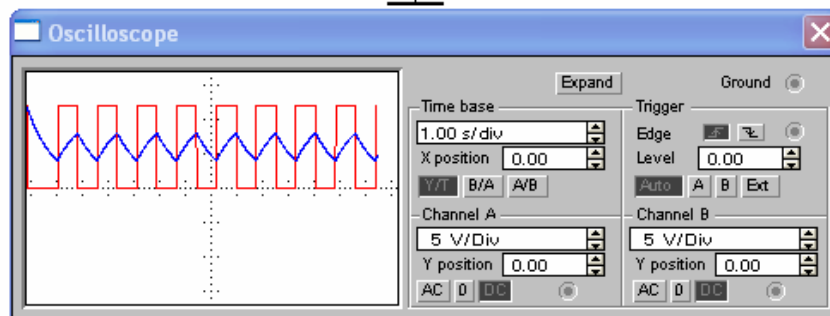 Oscilloscope
Expand Ground
Time base Trigger
1.00 s/div Edge
X position 0.00 Level 0.00
Y/T B/A A/B Auto A B Ext
Channel A Channel B
5 V/Div 5 V/Div
Y position 0.00 Y position 0.00
AC 0 DC AC 0 DC